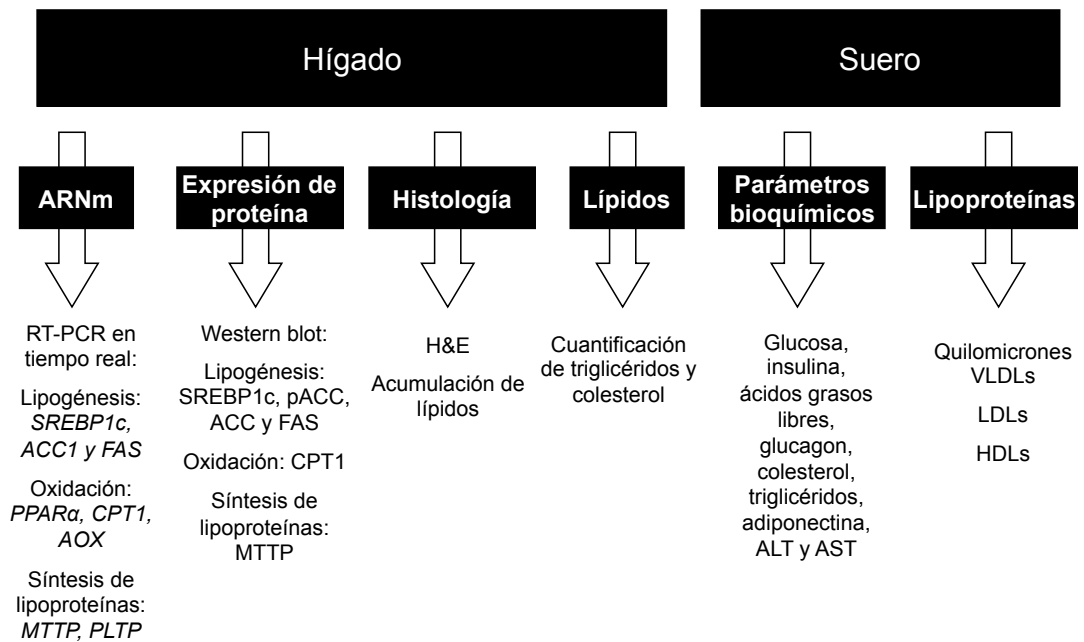 Hígado
Suero
ARNm
Expresión de
proteína
Histología
Lípidos
Parámetros
bioquímicos
Lipoproteínas
RT-PCR en
tiempo real:
Lipogénesis:
SREBP1c,
ACC1 y FAS
Oxidación:
PPARα, CPT1,
AOX
Síntesis de
lipoproteínas:
MTTP, PLTP
Western blot:
Lipogénesis:
SREBP1c, pACC,
ACC y FAS
Oxidación: CPT1
Síntesis de
lipoproteínas:
MTTP
H&E
Acumulación de
lípidos
Cuantificación
de triglicéridos y
colesterol
Glucosa,
insulina,
ácidos grasos
libres,
glucagon,
colesterol,
triglicéridos,
adiponectina,
ALT y AST
Quilomicrones
VLDLs
LDLs
HDLs